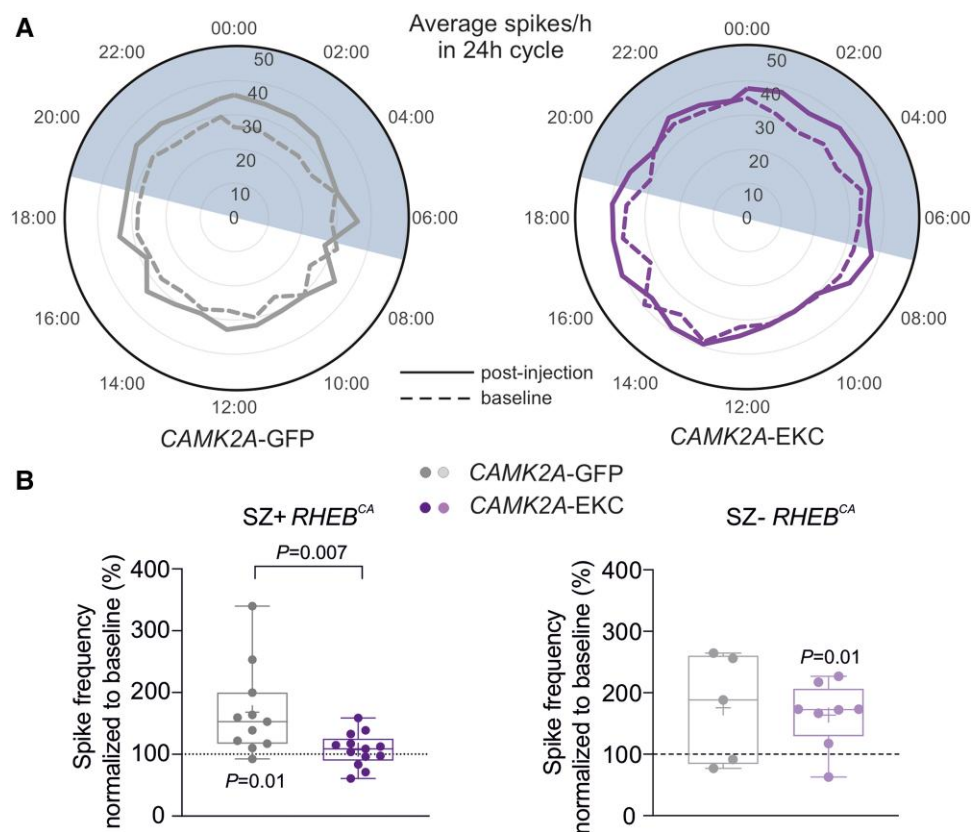 A
Average spikes/h
in 24h cycle
00:00
02:00
04:00
06:00
08:00
10:00
12:00
14:00
16:00
18:00
20:00
22:00
50
40
30
20
10
0
CAMK2A-GFP
00:00
02:00
04:00
06:00
08:00
10:00
12:00
14:00
16:00
18:00
20:00
22:00
50
40
30
20
10
0
CAMK2A-EKC
post-injection
baseline
B
CAMK2A-GFP
CAMK2A-EKC
SZ+ RHEB^CA
P=0.007
Spike frequency
normalized to baseline (%)
400
300
200
100
0
P=0.01
SZ- RHEB^CA
Spike frequency
normalized to baseline (%)
400
300
200
100
0
P=0.01